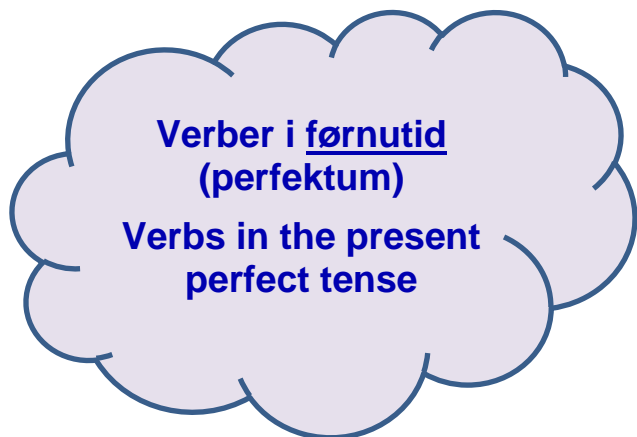 Verber i førnutid
(perfektum)
Verbs in the present
perfect tense